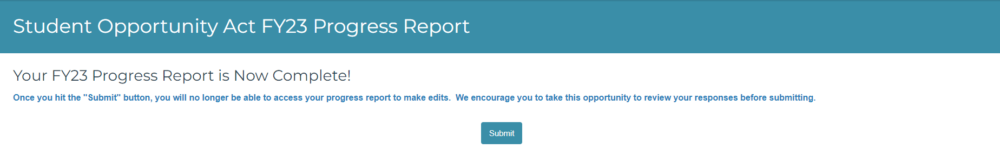 Student Opportunity Act FY23 Progress Report
Your FY23 Progress Report is Now Complete!
Once you hit the "Submit" button, you will no longer be able to access your progress report to make edits.  We encourage you to take this opportunity to review your responses before submitting.
Submit